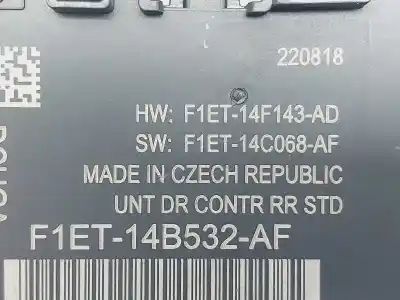 220818
HW: F1ET-14F143-AD
SW: F1ET-14C068-AF
MADE IN CZECH REPUBLIC
UNT DR CONTR RR STD
F1ET-14B532-AF